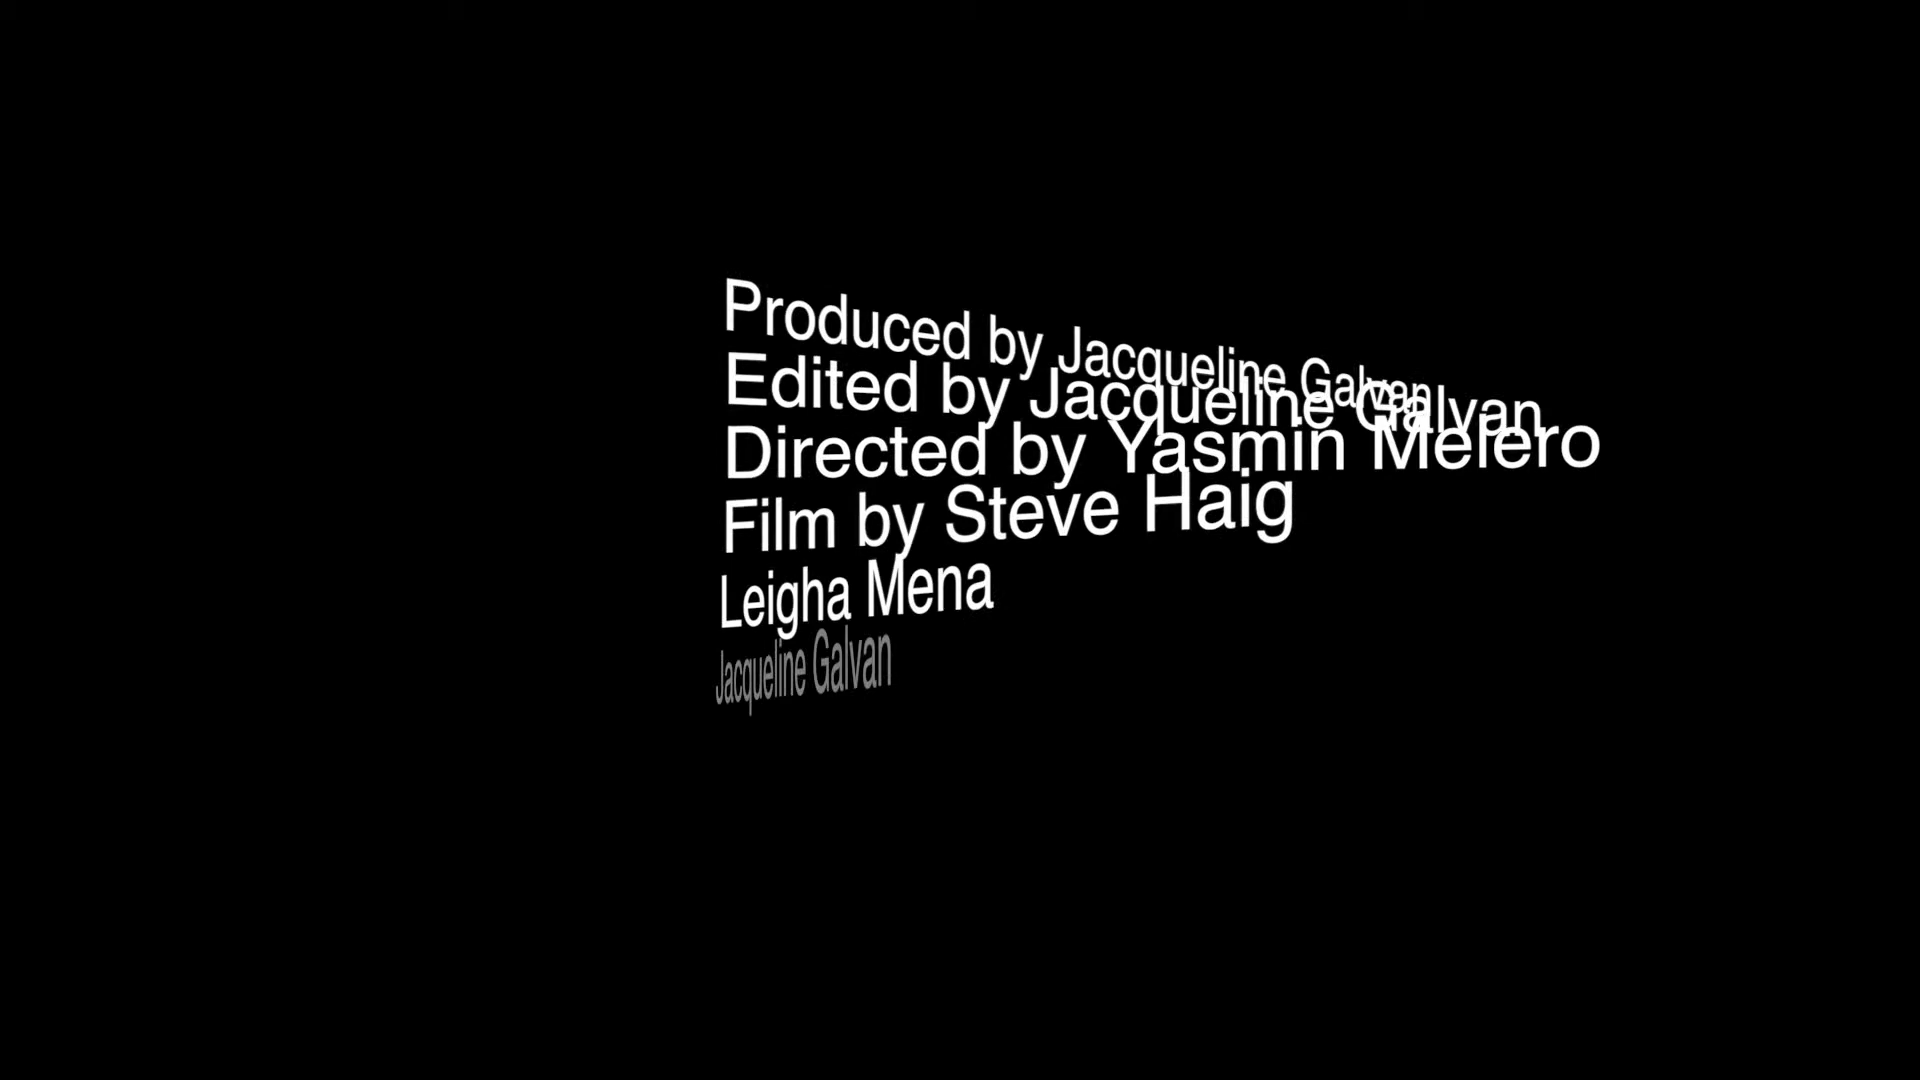 Produced by Jacqueline Galvan
Edited by Jacqueline Galvan
Directed by Yasmin Melero
Film by Steve Haig
Leigha Mena
Jacqueline Galvan